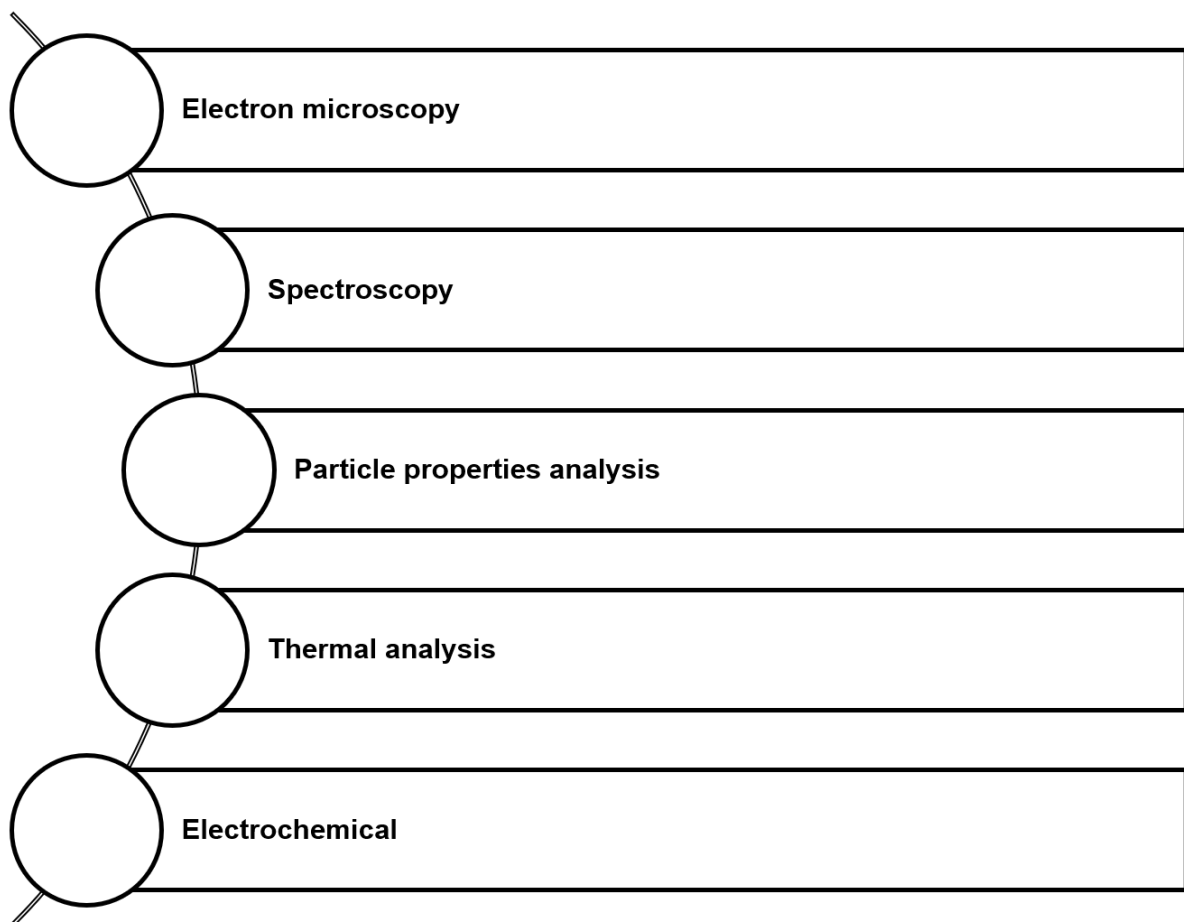 Electron microscopy
Spectroscopy
Particle properties analysis
Thermal analysis
Electrochemical